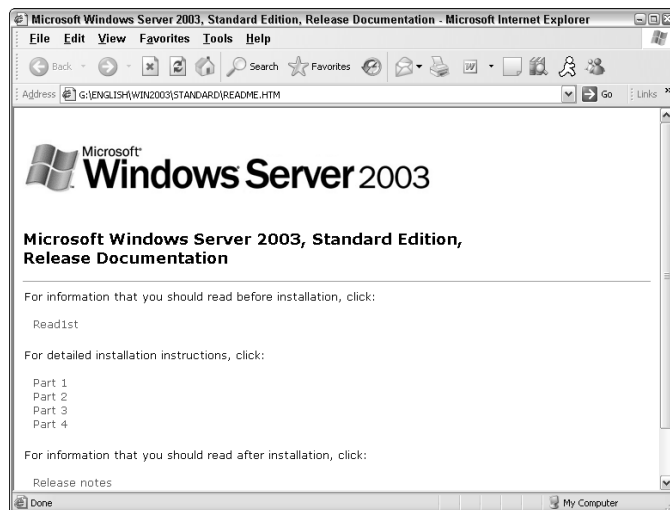 Microsoft Windows Server 2003, Standard Edition, Release Documentation - Microsoft Internet Explorer
File Edit View Favorites Tools Help
Back Search Favorites
Address G:\ENGLISH\WIN2003\STANDARD\README.HTM Go Links »
Microsoft
Windows Server 2003
Microsoft Windows Server 2003, Standard Edition,
Release Documentation
For information that you should read before installation, click:
Read1st
For detailed installation instructions, click:
Part 1
Part 2
Part 3
Part 4
For information that you should read after installation, click:
Release notes
Done My Computer